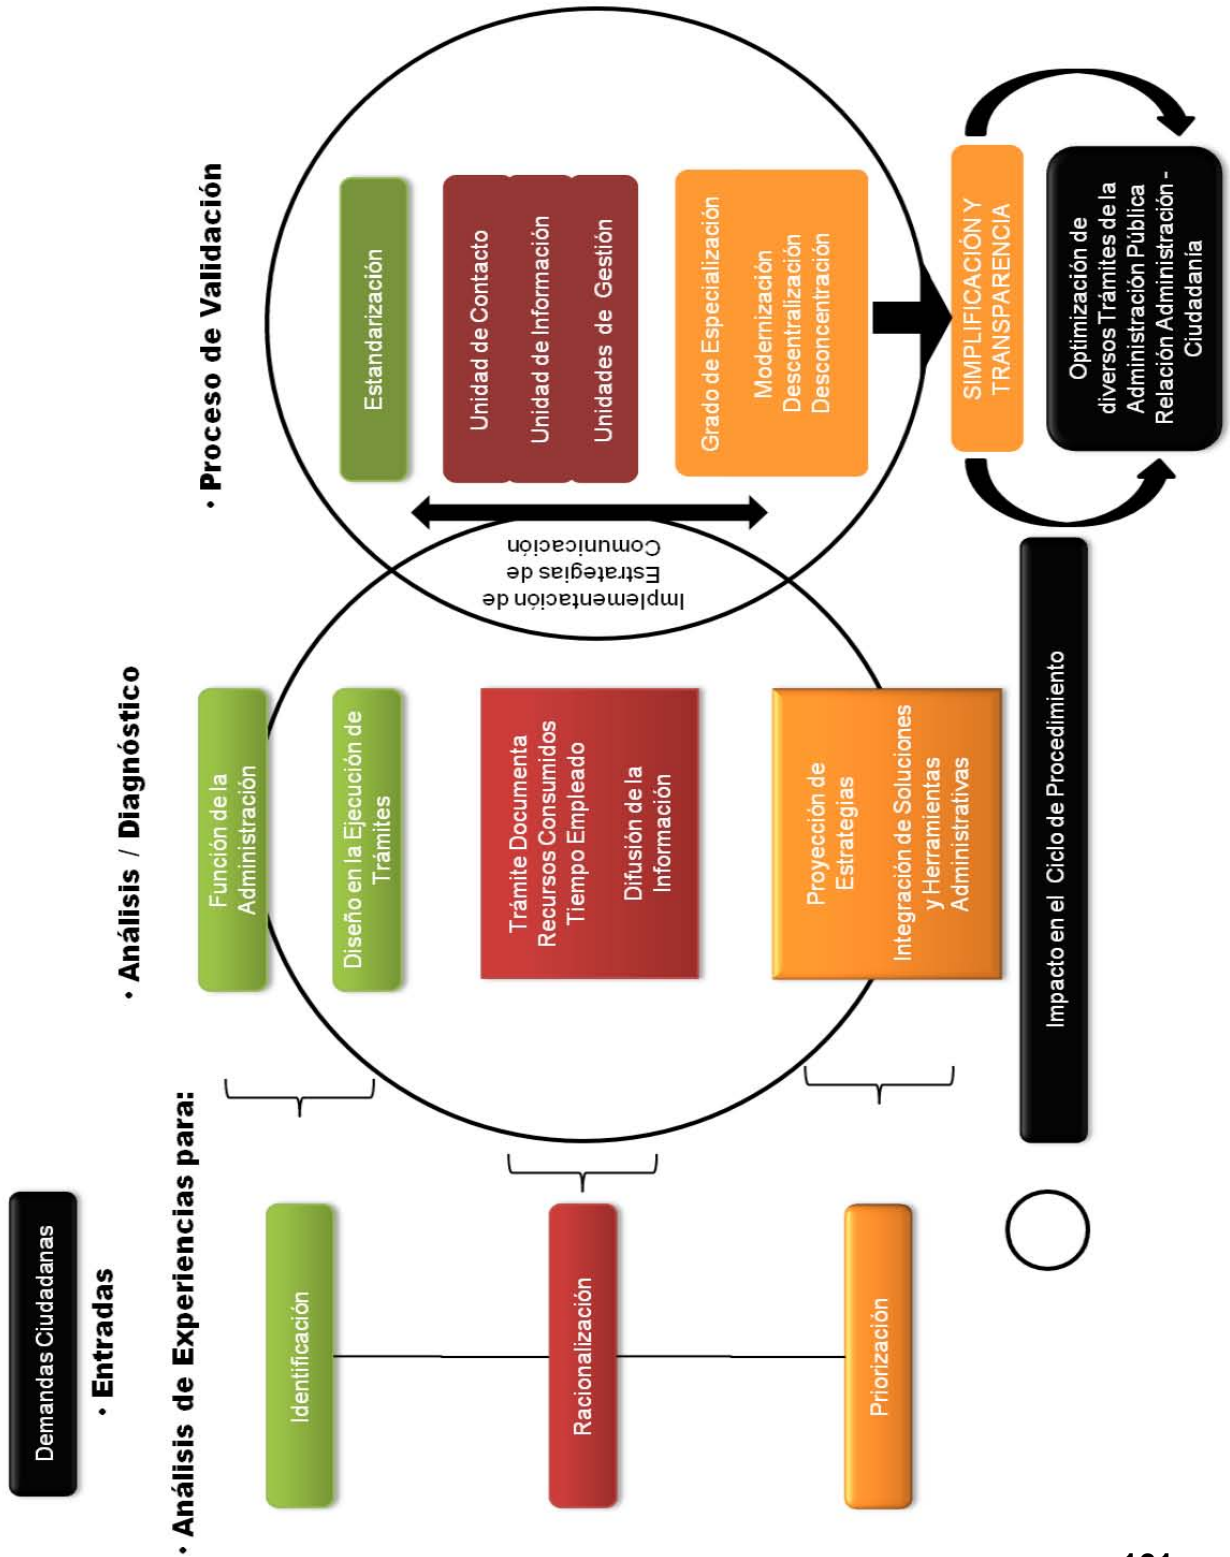 Demandas Ciudadanas
• Entradas
• Análisis de Experiencias para:
Identificación
Racionalización
Priorización
• Análisis / Diagnóstico
Función de la
Administración
Diseño en la Ejecución de
Trámites
Trámite Documenta
Recursos Consumidos
Tiempo Empleado
Difusión de la
Información
Proyección de
Estrategias
Integración de Soluciones
y Herramientas
Administrativas
Impacto en el Ciclo de Procedimiento
Implementación de
Estrategias de
Comunicación
• Proceso de Validación
Estandarización
Unidad de Contacto
Unidad de Información
Unidades de Gestión
Grado de Especialización
Modernización
Descentralización
Desconcentración
SIMPLIFICACIÓN Y
TRANSPARENCIA
Optimización de
diversos Trámites de la
Administración Pública
Relación Administración -
Ciudadanía